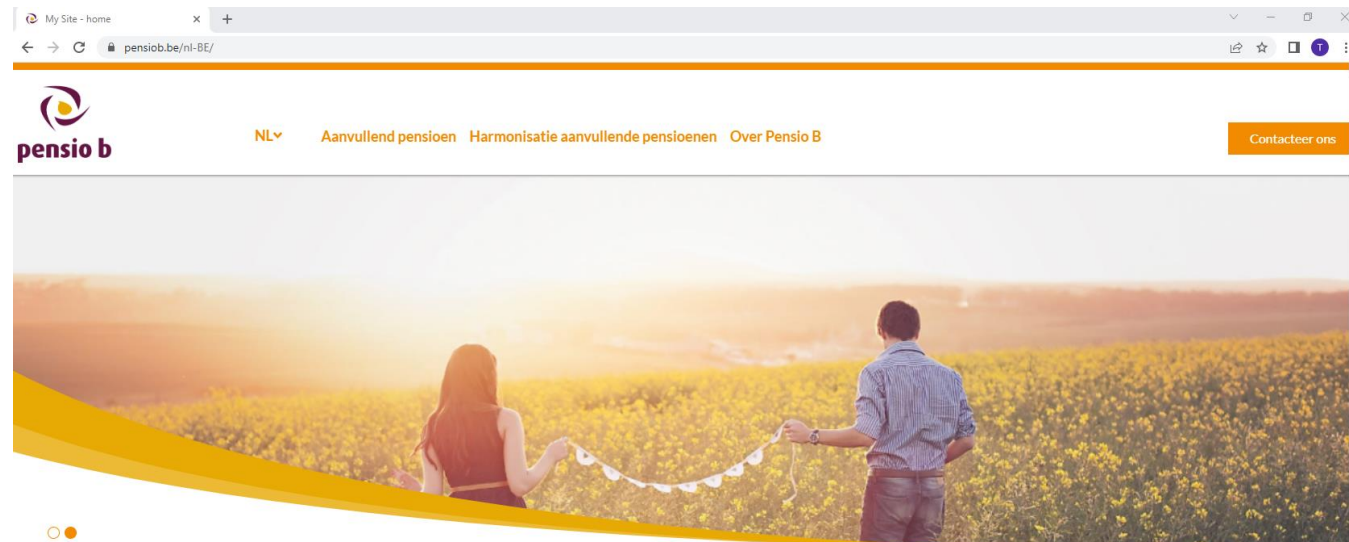 My Site - home
pensiob.be/nl-BE/
T
pensio b
NL
Aanvullend pensioen Harmonisatie aanvullende pensioenen Over Pensio B
Contacteer ons